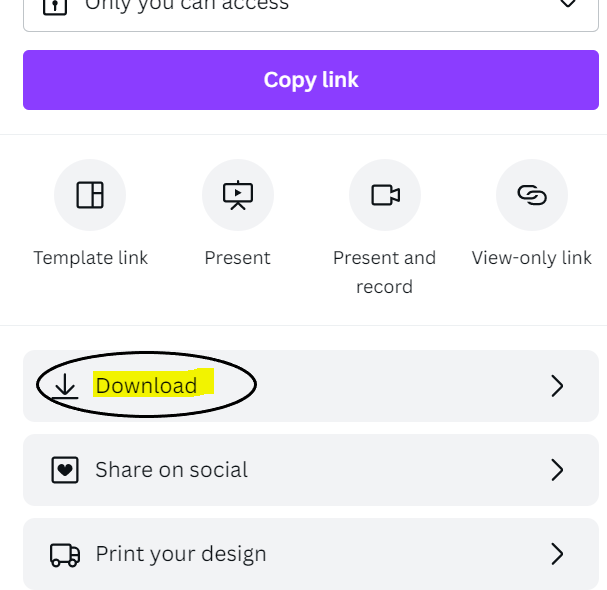 Only you can access
Copy link
Template link
Present
Present and
record
View-only link
Download
Share on social
Print your design